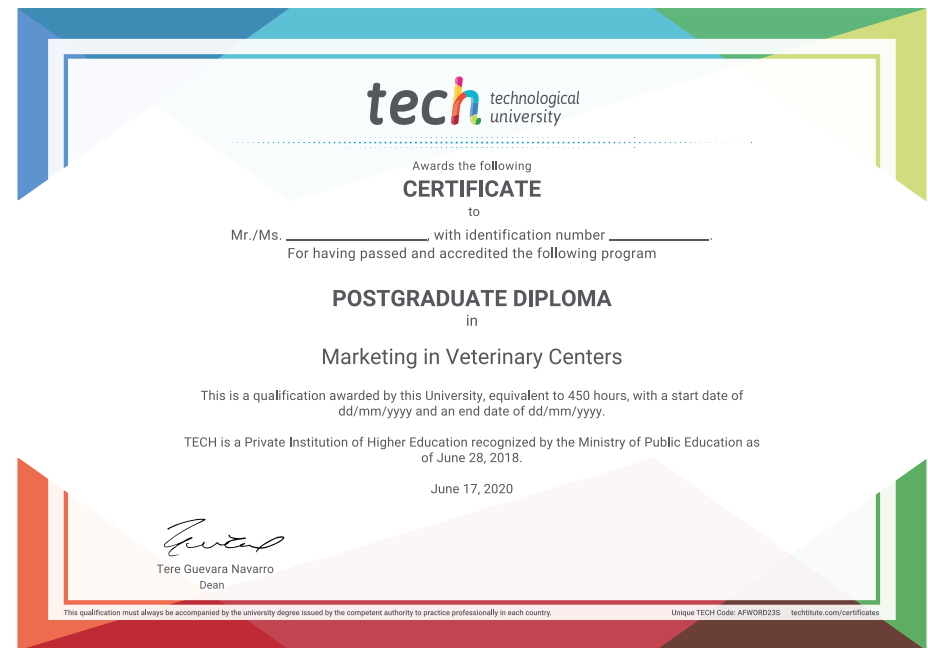 tech technological
university
Awards the following
CERTIFICATE
to
Mr./Ms. ____________________, with identification number ______________.
For having passed and accredited the following program
POSTGRADUATE DIPLOMA
in
Marketing in Veterinary Centers
This is a qualification awarded by this University, equivalent to 450 hours, with a start date of
dd/mm/yyyy and an end date of dd/mm/yyyy.
TECH is a Private Institution of Higher Education recognized by the Ministry of Public Education as
of June 28, 2018.
June 17, 2020
Tere Guevara Navarro
Dean
This qualification must always be accompanied by the university degree issued by the competent authority to practice professionally in each country.
Unique TECH Code: AFWORD23S techtitute.com/certificates